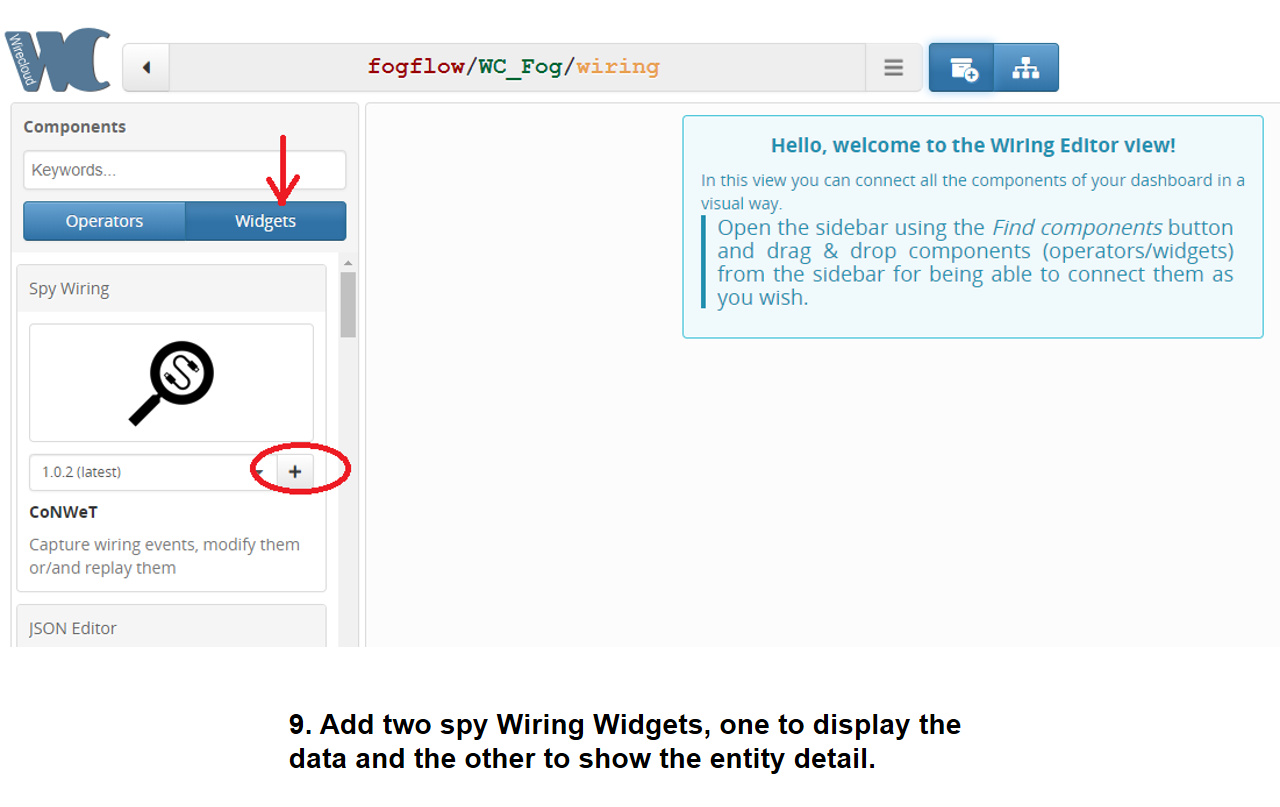 Wirecloud
WC
fogflow/WC_Fog/wiring
Components
Keywords...
Operators
Widgets
Spy Wiring
1.0.2 (latest)
CoNWeT
Capture wiring events, modify them
or/and replay them
JSON Editor
Hello, welcome to the Wiring Editor view!
In this view you can connect all the components of your dashboard in a
visual way.
Open the sidebar using the Find components button
and drag & drop components (operators/widgets)
from the sidebar for being able to connect them as
you wish.
9. Add two spy Wiring Widgets, one to display the
data and the other to show the entity detail.